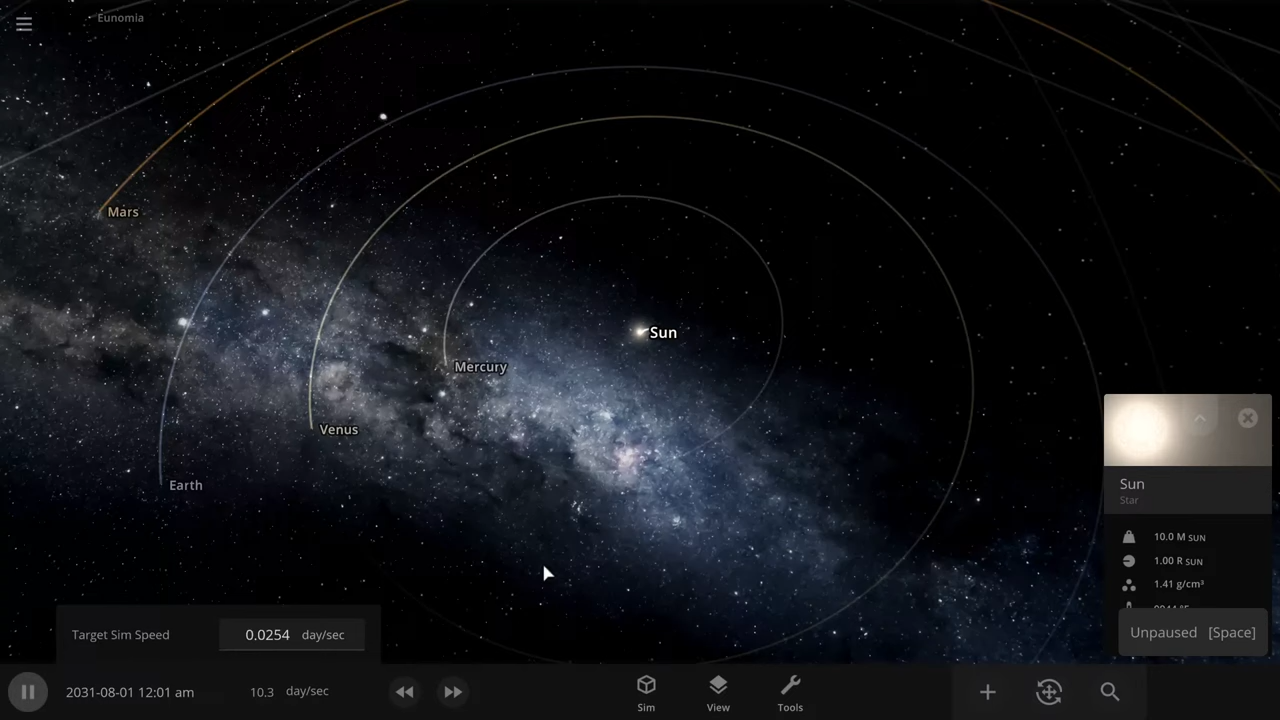 Eunomia
Mars
Sun
Mercury
Venus
Earth
Sun
Star
10.0 M SUN
1.00 R SUN
1.41 g/cm³
Unpaused [Space]
Target Sim Speed 0.0254 day/sec
2031-08-01 12:01 am 10.3 day/sec
Sim View Tools